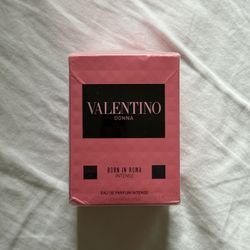 VALENTINO
DONNA
BORN IN ROMA
INTENSE
EAU DE PARFUM INTENSE